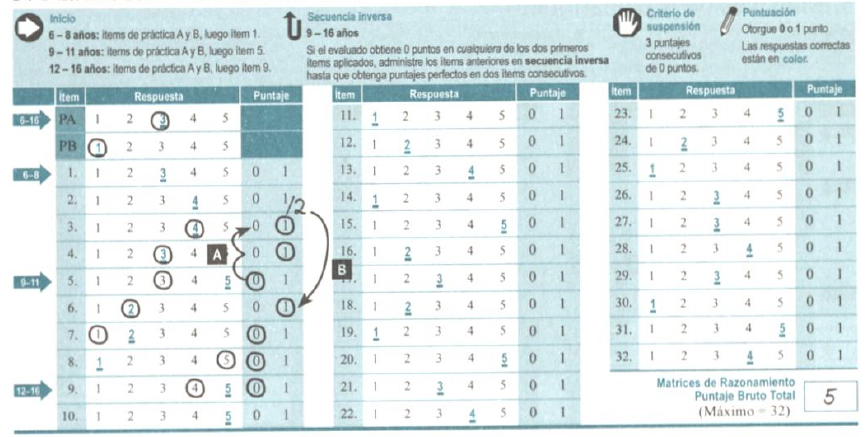 Inicio
6 – 8 años: ítems de práctica A y B, luego ítem 1.
9 – 11 años: ítems de práctica A y B, luego ítem 5.
12 – 16 años: ítems de práctica A y B, luego ítem 9.
Secuencia inversa
9 – 16 años
Si el evaluado obtiene 0 puntos en cualquiera de los dos primeros
ítems aplicados, administre los ítems anteriores en secuencia inversa
hasta que obtenga puntajes perfectos en dos ítems consecutivos.
Criterio de
suspensión
3 puntajes
consecutivos
de 0 puntos.
Puntuación
Otorgue 0 o 1 punto
Las respuestas correctas
están en color.
Ítem Respuesta Puntaje
6–16 PA 1 2 3 4 5
PB 1 2 3 4 5
6–8 1. 1 2 3 4 5 0 1
2. 1 2 3 4 5 0 1/2
3. 1 2 3 4 5 0 1
4. 1 2 3 4 A 0 1
9–11 5. 1 2 3 4 5 0 1
6. 1 2 3 4 5 0 1
7. 1 2 3 4 5 0 1
8. 1 2 3 4 5 0 1
12–16 9. 1 2 3 4 5 0 1
10. 1 2 3 4 5 0 1
Ítem Respuesta Puntaje
11. 1 2 3 4 5 0 1
12. 1 2 3 4 5 0 1
13. 1 2 3 4 5 0 1
14. 1 2 3 4 5 0 1
15. 1 2 3 4 5 0 1
16. 1 2 3 4 5 0 1
B 1 2 3 4 5 0 1
18. 1 2 3 4 5 0 1
19. 1 2 3 4 5 0 1
20. 1 2 3 4 5 0 1
21. 1 2 3 4 5 0 1
22. 1 2 3 4 5 0 1
Ítem Respuesta Puntaje
23. 1 2 3 4 5 0 1
24. 1 2 3 4 5 0 1
25. 1 2 3 4 5 0 1
26. 1 2 3 4 5 0 1
27. 1 2 3 4 5 0 1
28. 1 2 3 4 5 0 1
29. 1 2 3 4 5 0 1
30. 1 2 3 4 5 0 1
31. 1 2 3 4 5 0 1
32. 1 2 3 4 5 0 1
Matrices de Razonamiento
Puntaje Bruto Total
(Máximo = 32)
5